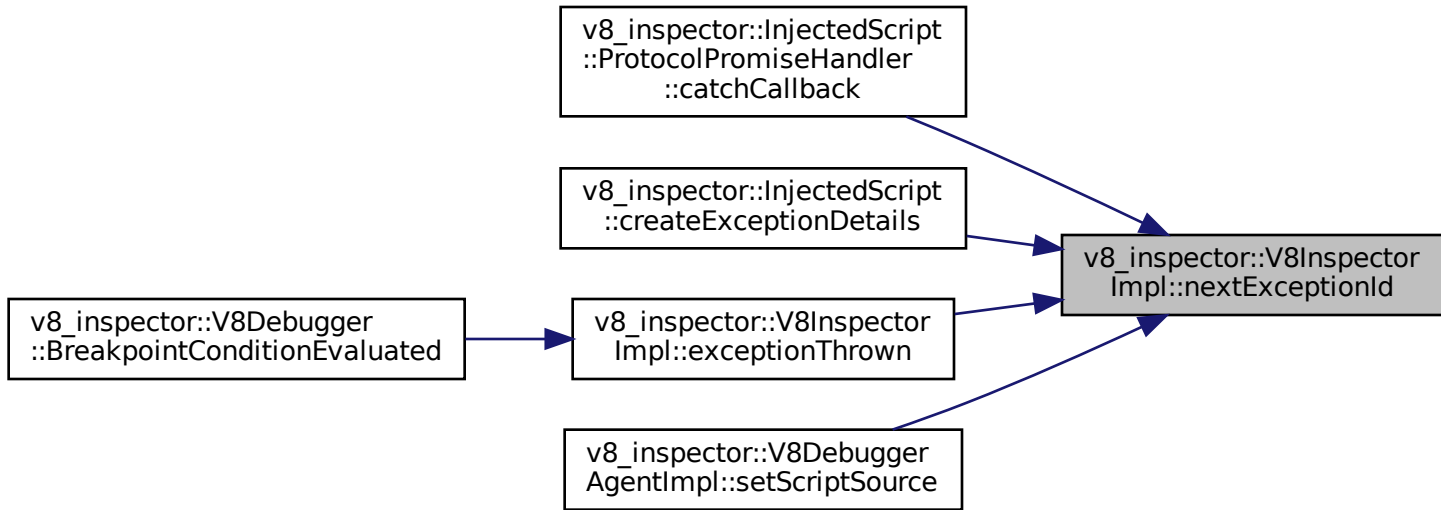 v8_inspector::InjectedScript
::ProtocolPromiseHandler
::catchCallback
v8_inspector::InjectedScript
::createExceptionDetails
v8_inspector::V8Inspector
Impl::nextExceptionId
v8_inspector::V8Debugger
::BreakpointConditionEvaluated
v8_inspector::V8Inspector
Impl::exceptionThrown
v8_inspector::V8Debugger
AgentImpl::setScriptSource